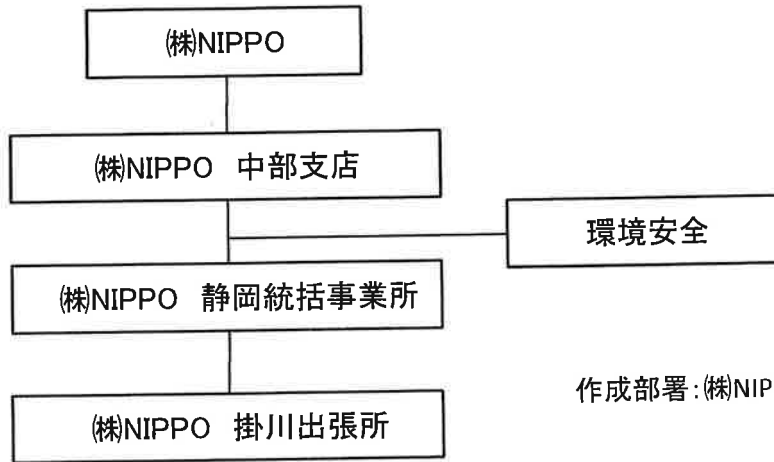 ㈱NIPPO
㈱NIPPO 中部支店
環境安全
㈱NIPPO 静岡統括事業所
作成部署:㈱NIP
㈱NIPPO 掛川出張所